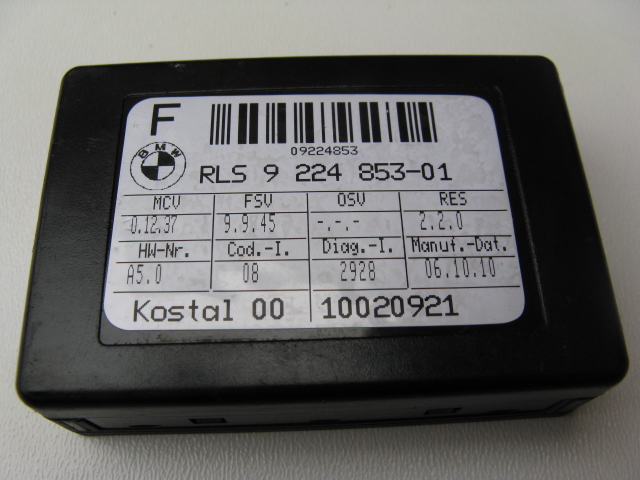 F
09224853
BMW
RLS 9 224 853-01
MCV FSV OSV RES
0.12.37 9.9.45 -.-.- 2.2.0
HW-Nr. Cod.-I. Diag.-I. Manuf.-Dat.
A5.0 08 2928 06.10.10
Kostal 00 10020921